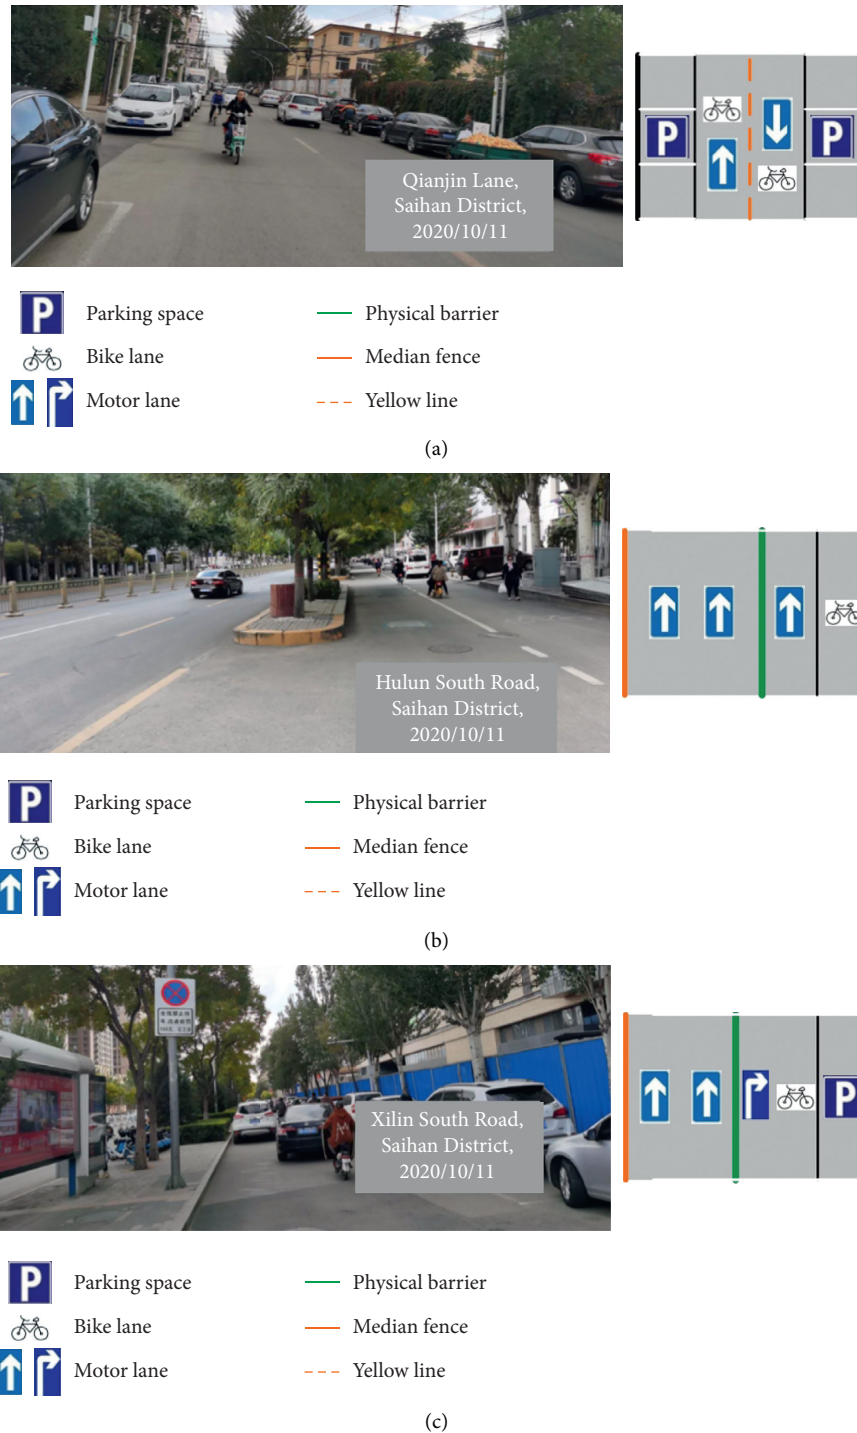 Qianjin Lane,
Saihan District,
2020/10/11
P
P
P
Parking space
Physical barrier
Bike lane
Median fence
Motor lane
Yellow line
(a)
Hulun South Road,
Saihan District,
2020/10/11
P
Parking space
Physical barrier
Bike lane
Median fence
Motor lane
Yellow line
(b)
Xilin South Road,
Saihan District,
2020/10/11
P
P
Parking space
Physical barrier
Bike lane
Median fence
Motor lane
Yellow line
(c)